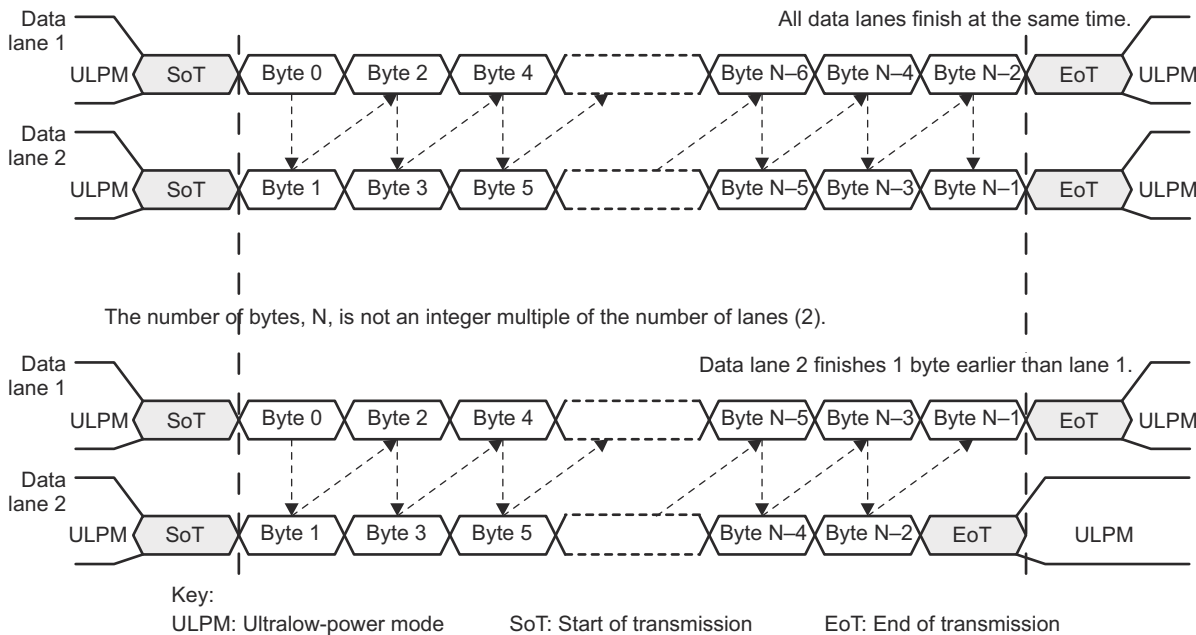 Data
lane 1
All data lanes finish at the same time.
ULPM SoT Byte 0 Byte 2 Byte 4 Byte N–6 Byte N–4 Byte N–2 EoT ULPM
Data
lane 2
ULPM SoT Byte 1 Byte 3 Byte 5 Byte N–5 Byte N–3 Byte N–1 EoT ULPM
The number of bytes, N, is not an integer multiple of the number of lanes (2).
Data
lane 1
Data lane 2 finishes 1 byte earlier than lane 1.
ULPM SoT Byte 0 Byte 2 Byte 4 Byte N–5 Byte N–3 Byte N–1 EoT ULPM
Data
lane 2
ULPM SoT Byte 1 Byte 3 Byte 5 Byte N–4 Byte N–2 EoT ULPM
Key:
ULPM: Ultralow-power mode SoT: Start of transmission EoT: End of transmission